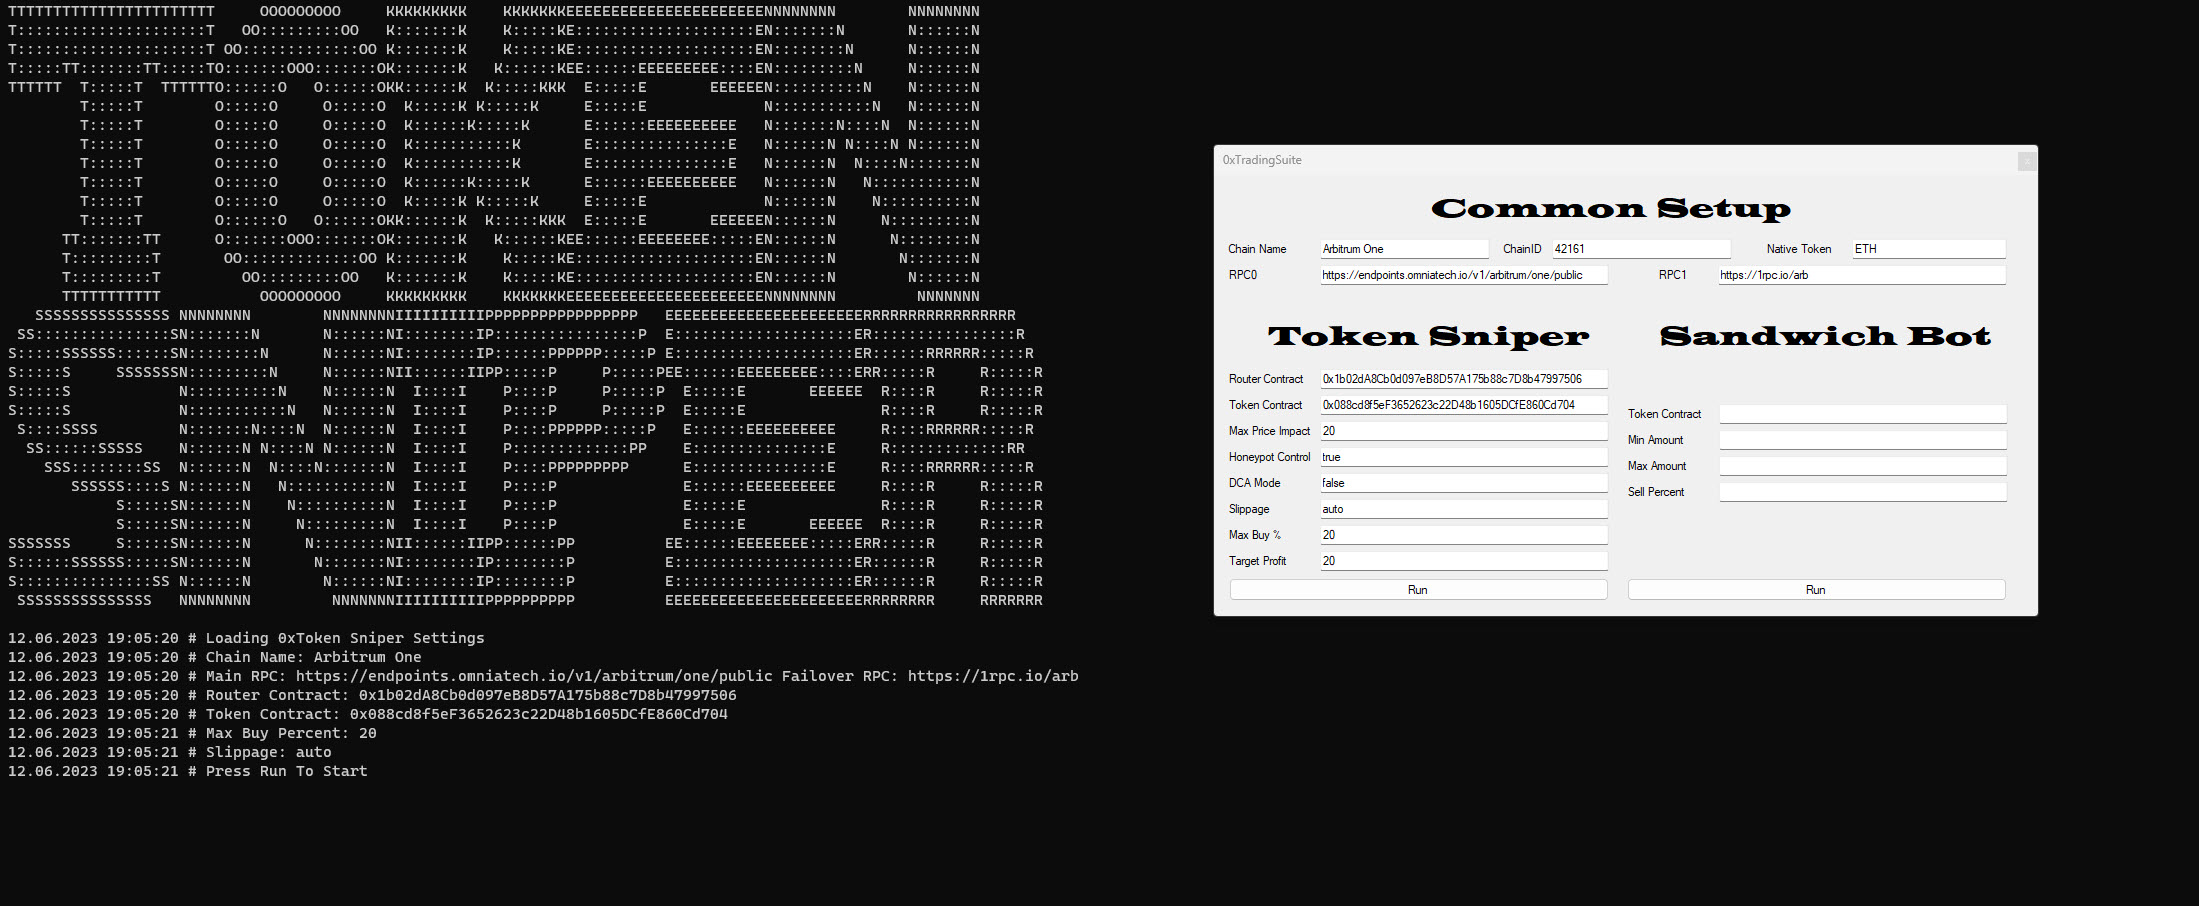 TOKEN
SNIPER
12.06.2023 19:05:20 # Loading 0xToken Sniper Settings
12.06.2023 19:05:20 # Chain Name: Arbitrum One
12.06.2023 19:05:20 # Main RPC: https://endpoints.omniatech.io/v1/arbitrum/one/public Failover RPC: https://1rpc.io/arb
12.06.2023 19:05:20 # Router Contract: 0x1b02dA8Cb0d097eB8D57A175b88c7D8b47997506
12.06.2023 19:05:20 # Token Contract: 0x088cd8f5eF3652623c22D48b1605DCfE860Cd704
12.06.2023 19:05:21 # Max Buy Percent: 20
12.06.2023 19:05:21 # Slippage: auto
12.06.2023 19:05:21 # Press Run To Start
0xTradingSuite
x
Common Setup
Chain Name Arbitrum One ChainID 42161 Native Token ETH
RPC0 https://endpoints.omniatech.io/v1/arbitrum/one/public RPC1 https://1rpc.io/arb
Token Sniper
Router Contract 0x1b02dA8Cb0d097eB8D57A175b88c7D8b47997506
Token Contract 0x088cd8f5eF3652623c22D48b1605DCfE860Cd704
Max Price Impact 20
Honeypot Control true
DCA Mode false
Slippage auto
Max Buy % 20
Target Profit 20
Run
Sandwich Bot
Token Contract
Min Amount
Max Amount
Sell Percent
Run